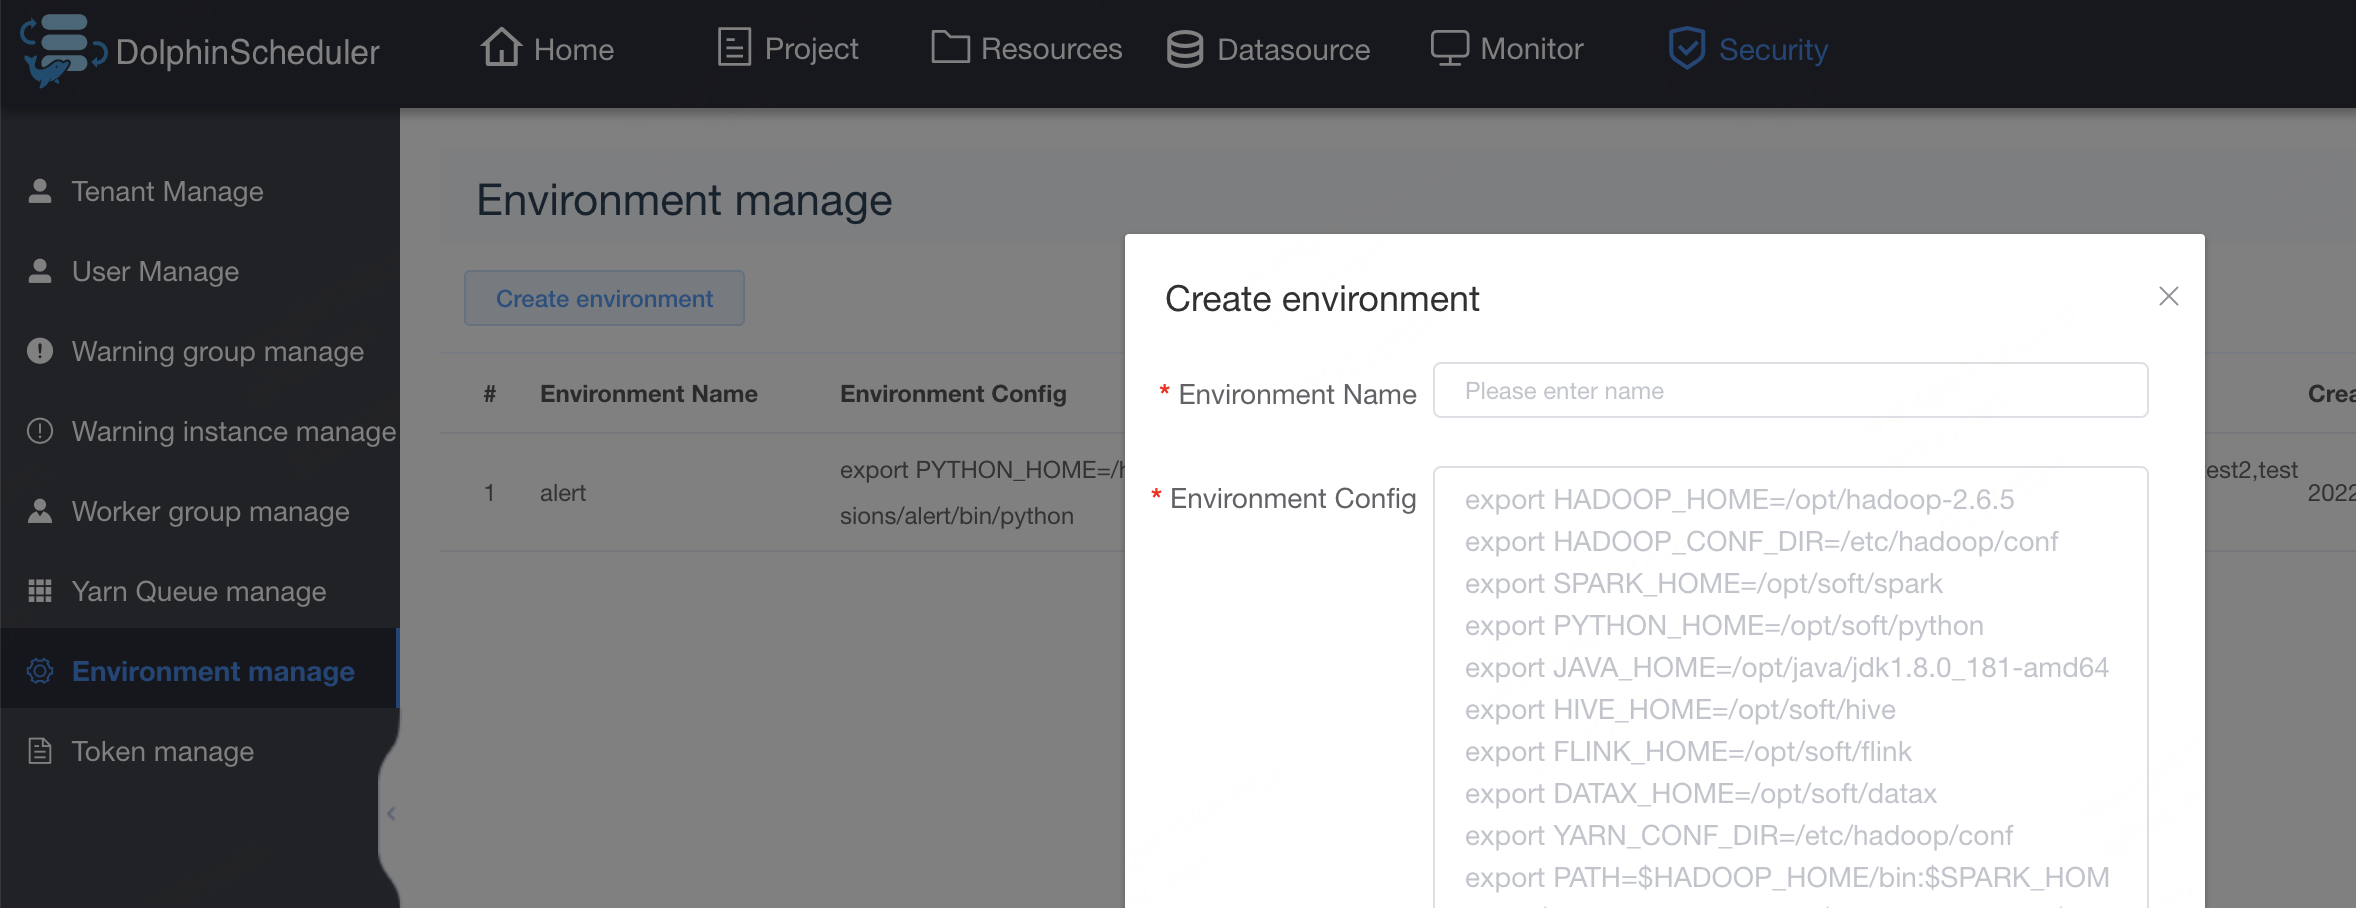 DolphinScheduler
Home
Project
Resources
Datasource
Monitor
Security
Tenant Manage
User Manage
Warning group manage
Warning instance manage
Worker group manage
Yarn Queue manage
Environment manage
Token manage
Environment manage
Create environment
# Environment Name Environment Config Crea
1 alert export PYTHON_HOME=/
sions/alert/bin/python
est2,test
2022
Create environment
* Environment Name Please enter name
* Environment Config
export HADOOP_HOME=/opt/hadoop-2.6.5
export HADOOP_CONF_DIR=/etc/hadoop/conf
export SPARK_HOME=/opt/soft/spark
export PYTHON_HOME=/opt/soft/python
export JAVA_HOME=/opt/java/jdk1.8.0_181-amd64
export HIVE_HOME=/opt/soft/hive
export FLINK_HOME=/opt/soft/flink
export DATAX_HOME=/opt/soft/datax
export YARN_CONF_DIR=/etc/hadoop/conf
export PATH=$HADOOP_HOME/bin:$SPARK_HOM